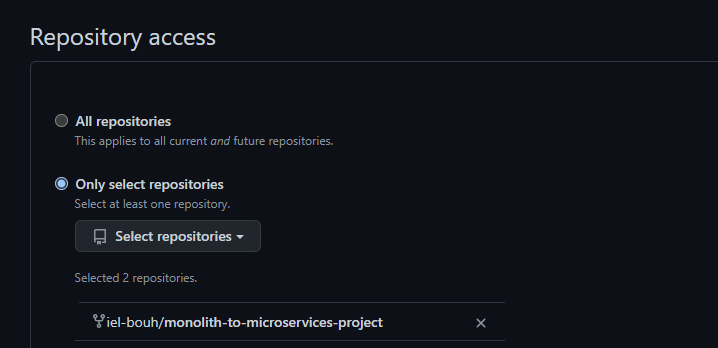 Repository access
All repositories
This applies to all current and future repositories.
Only select repositories
Select at least one repository.
Select repositories
Selected 2 repositories.
iel-bouh/monolith-to-microservices-project